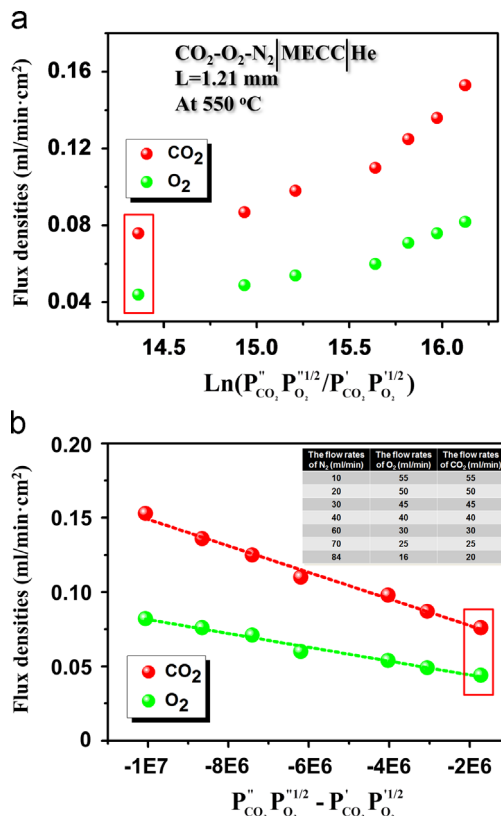 a
CO₂-O₂-N₂|MECC|He
L=1.21 mm
At 550 °C
CO₂
O₂
Flux densities (ml/min·cm²)
0.16
0.12
0.08
0.04
14.5 15.0 15.5 16.0
Ln(P''CO₂ P''O₂^1/2/P'CO₂ P'O₂^1/2)
b
Flux densities (ml/min·cm²)
0.20
0.15
0.10
0.05
0
The flow rates of N₂ (ml/min) The flow rates of O₂ (ml/min) The flow rates of CO₂ (ml/min)
10 55 55
20 50 50
30 45 45
40 40 40
60 30 30
70 25 25
84 16 20
CO₂
O₂
-1E7 -8E6 -6E6 -4E6 -2E6
P''CO₂ P''O₂^1/2 - P'CO₂ P'O₂^1/2